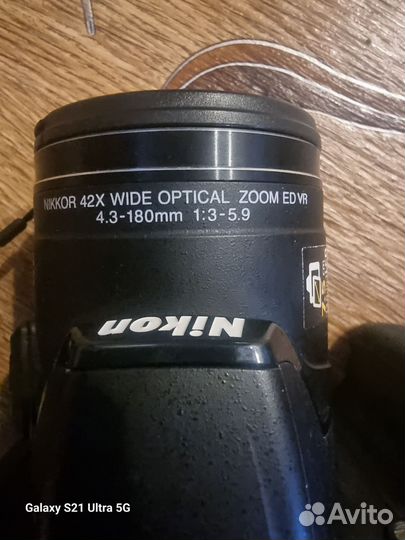 NIKKOR 42X WIDE OPTICAL ZOOM ED VR
4.3-180mm 1:3-5.9
Nikon
Galaxy S21 Ultra 5G
Avito